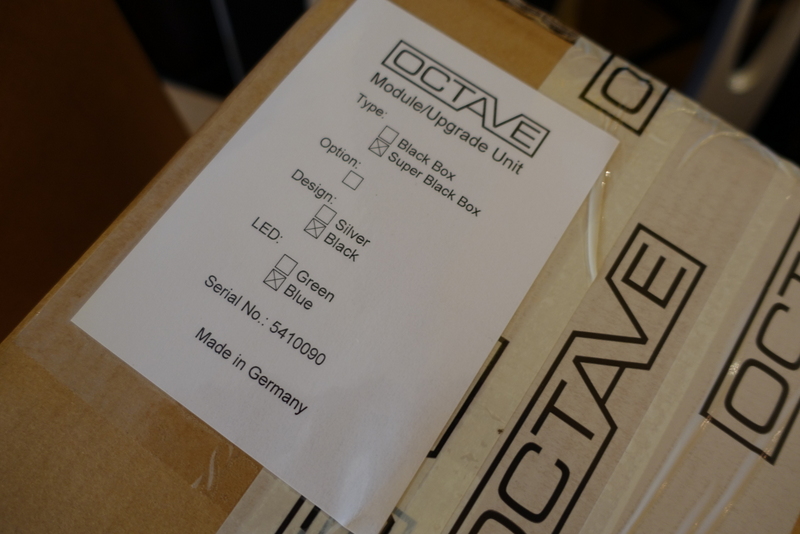 OCTAVE
Module/Upgrade Unit
Type:
Black Box
Super Black Box
Option:
Design:
Silver
Black
LED:
Green
Blue
Serial No.: 5410090
Made in Germany
O
OCTAVE
OCT